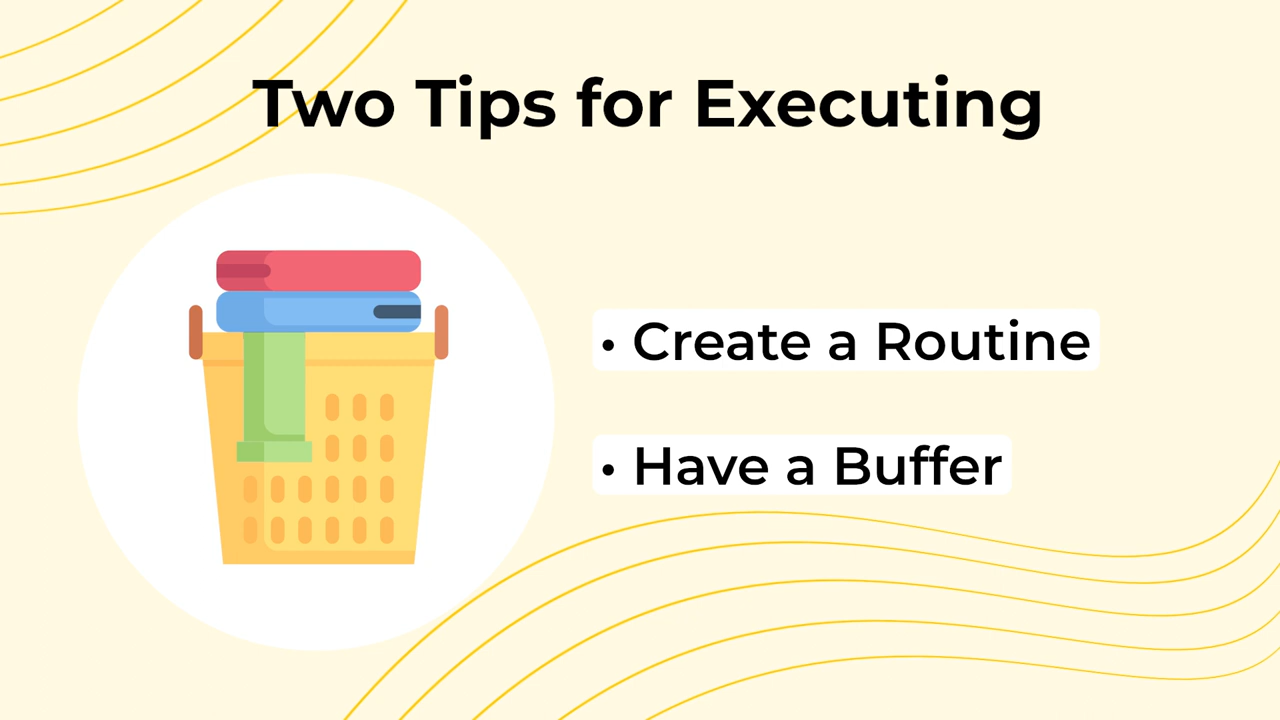 Two Tips for Executing
• Create a Routine
• Have a Buffer